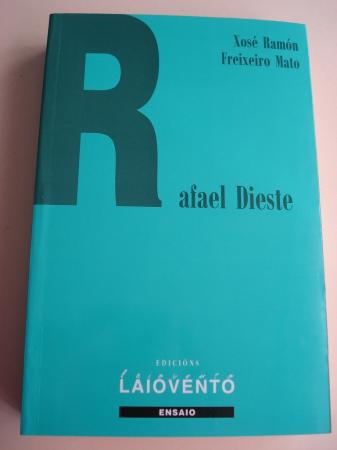 Xosé Ramón
Freixeiro Mato
Rafael Dieste
EDICIÓNS
LAIOVENTO
ENSAIO